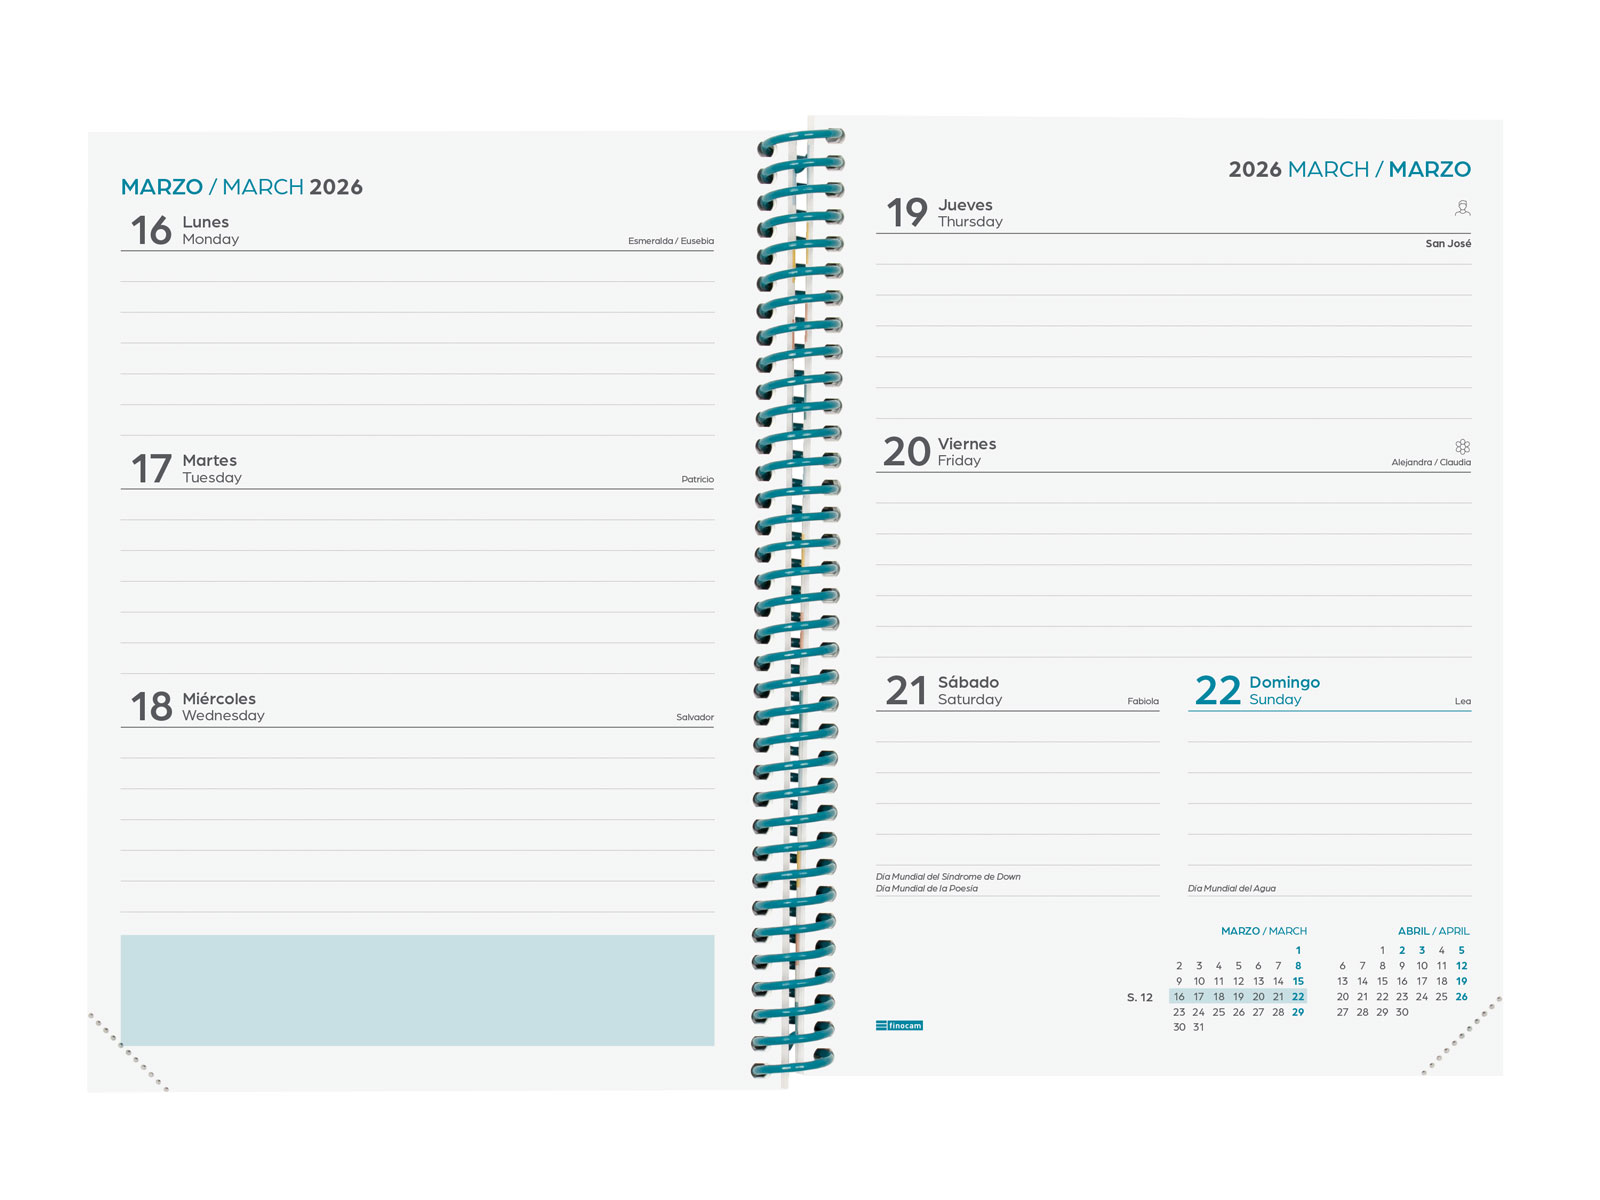 MARZO / MARCH 2026
16 Lunes
Monday
Esmeralda / Eusebia
17 Martes
Tuesday
Patricio
18 Miércoles
Wednesday
Salvador
2026 MARCH / MARZO
19 Jueves
Thursday
San José
20 Viernes
Friday
Alejandra / Claudia
21 Sábado
Saturday
Fabiola
Día Mundial del Síndrome de Down
Día Mundial de la Poesía
22 Domingo
Sunday
Lea
Día Mundial del Agua
finocam
S. 12
MARZO / MARCH
1
2 3 4 5 6 7 8
9 10 11 12 13 14 15
16 17 18 19 20 21 22
23 24 25 26 27 28 29
30 31
ABRIL / APRIL
1 2 3 4 5
6 7 8 9 10 11 12
13 14 15 16 17 18 19
20 21 22 23 24 25 26
27 28 29 30